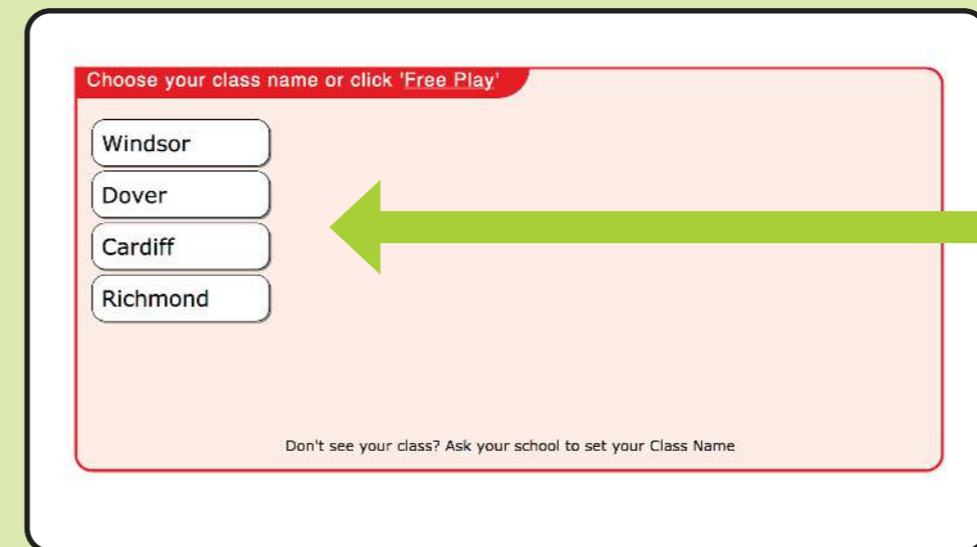 Choose your class name or click 'Free Play'
Windsor
Dover
Cardiff
Richmond
Don't see your class? Ask your school to set your Class Name